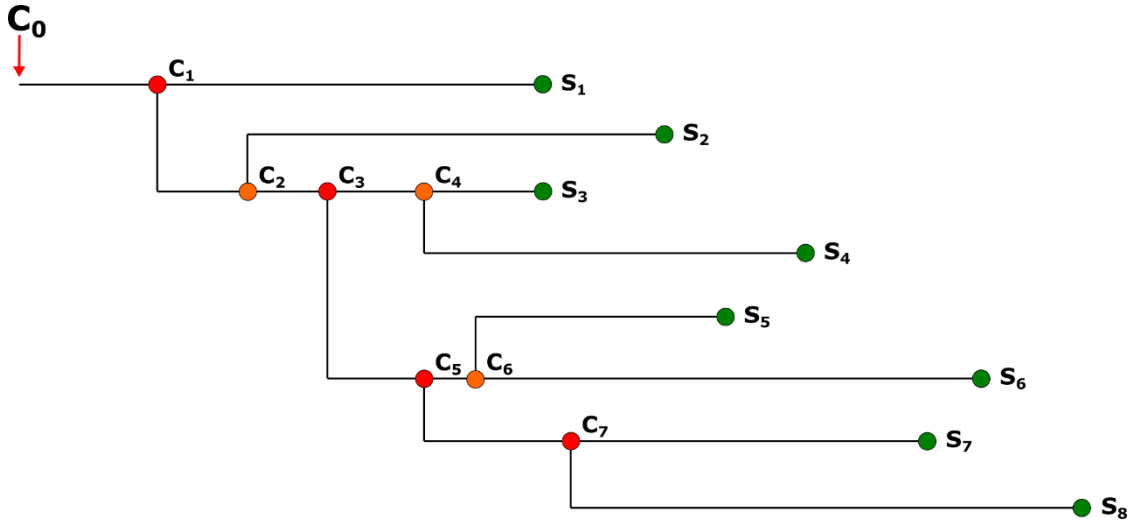 C₀
C₁
S₁
S₂
C₂
C₃
C₄
S₃
S₄
S₅
C₅
C₆
S₆
C₇
S₇
S₈